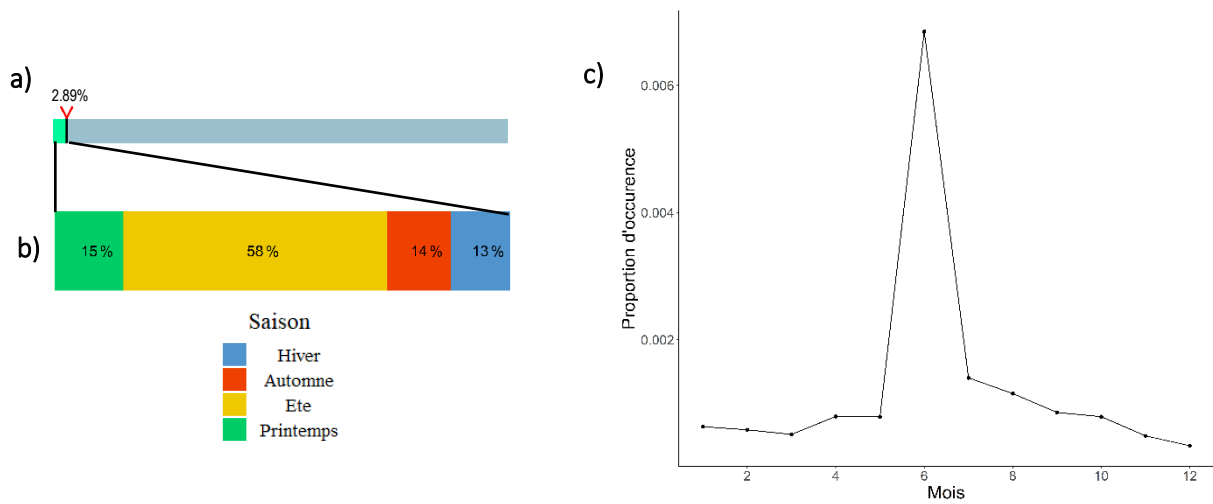 a)
2.89%
b)
15 %
58 %
14 %
13 %
Saison
Hiver
Automne
Ete
Printemps
c)
Proportion d'occurence
0.006
0.004
0.002
2
4
6
8
10
12
Mois